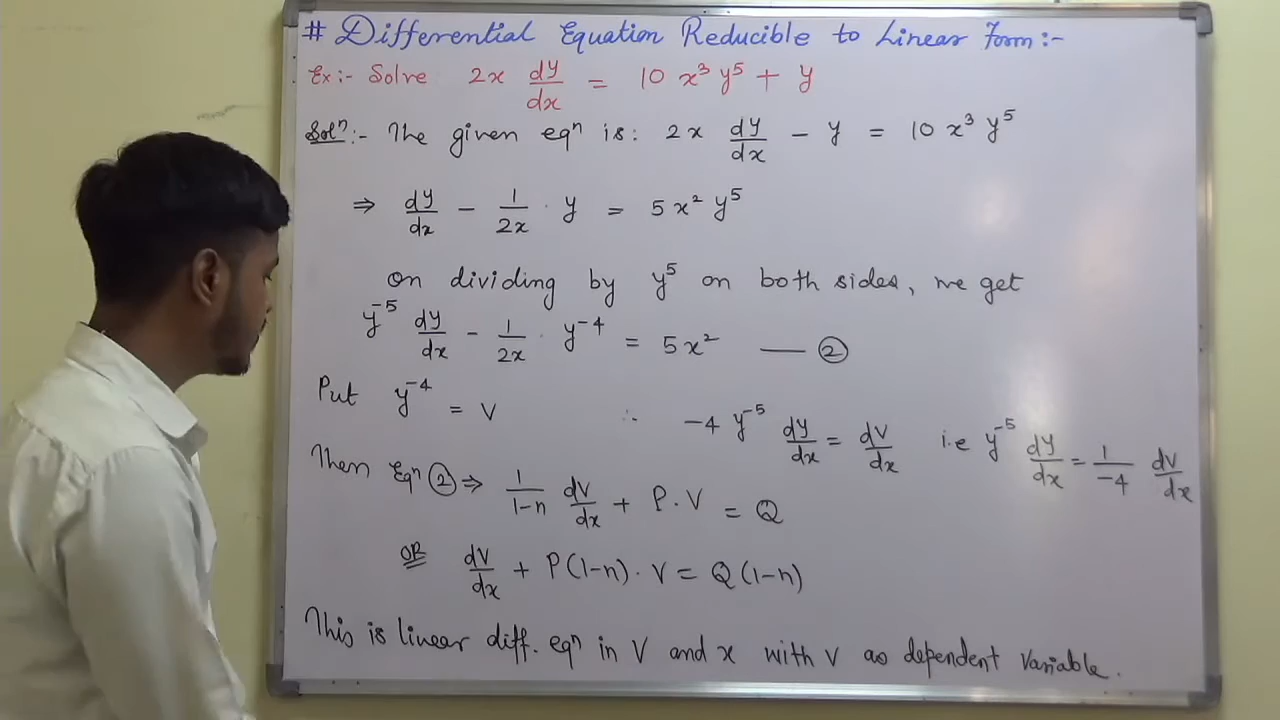 # Differential Equation Reducible to Linear Form:-
Ex:- Solve 2x dy/dx = 10 x³ y⁵ + y
Solⁿ:- The given eqⁿ is: 2x dy/dx - y = 10 x³ y⁵
⇒ dy/dx - 1/2x · y = 5x² y⁵
On dividing by y⁵ on both sides, we get
y⁻⁵ dy/dx - 1/2x · y⁻⁴ = 5x² — ②
Put y⁻⁴ = V ∴ -4 y⁻⁵ dy/dx = dV/dx i.e y⁻⁵ dy/dx = 1/-4 dV/dx
Then Eqⁿ ② ⇒ 1/1-n dV/dx + P·V = Q
OR dV/dx + P(1-n)·V = Q(1-n)
This is linear diff. eqⁿ in V and x with V as dependent variable.